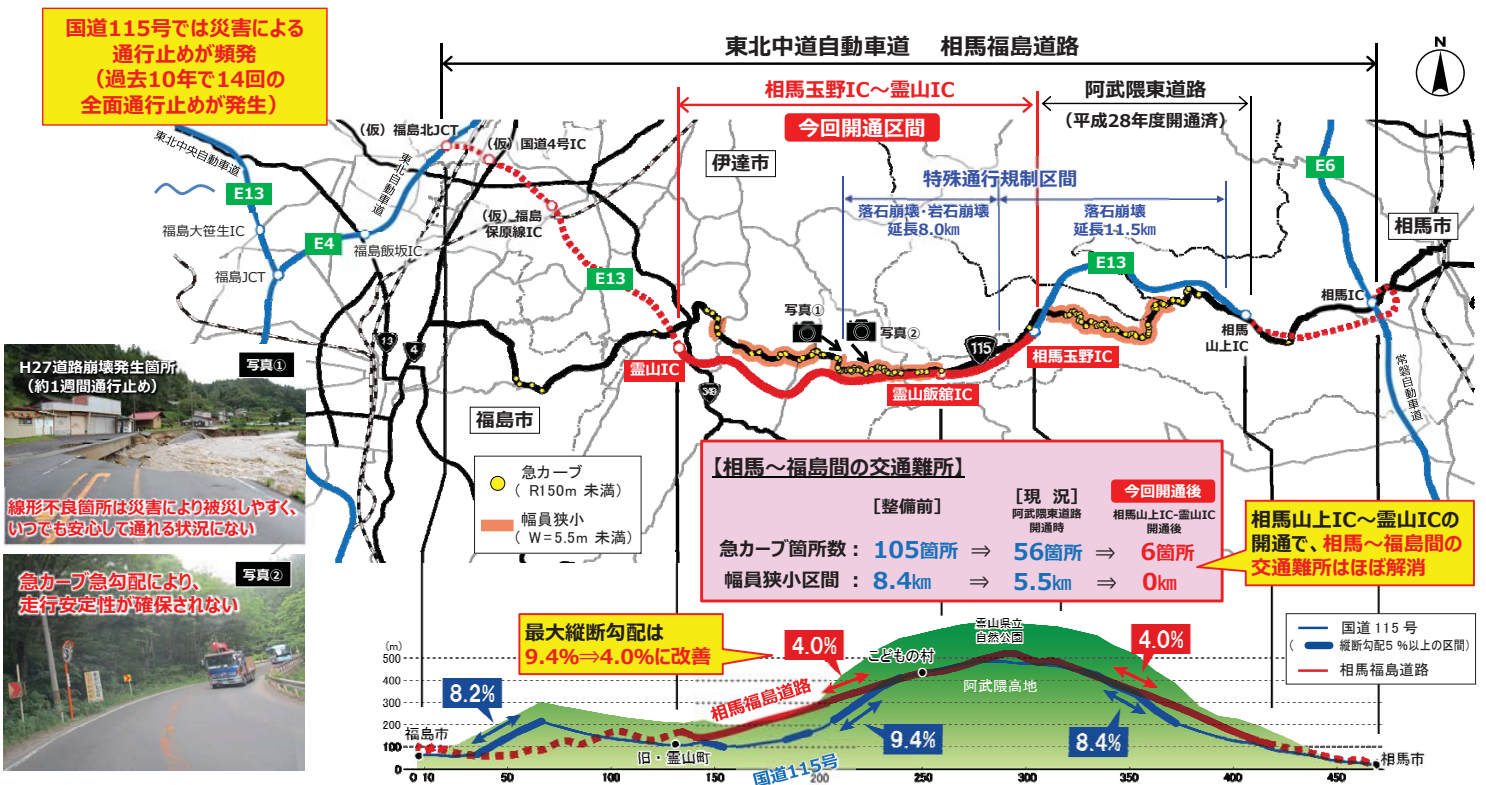 国道115号では災害による
通行止めが頻発
（過去10年で14回の
全面通行止めが発生）
東北中道自動車道　相馬福島道路
N
相馬玉野IC～霊山IC
今回開通区間
阿武隈東道路
（平成28年度開通済）
（仮）福島北JCT
（仮）国道4号IC
東北中央自動車道
東北自動車道
伊達市
特殊通行規制区間
E6
E13
落石崩壊・岩石崩壊
延長8.0km
落石崩壊
延長11.5km
相馬市
福島大笹生IC
（仮）福島
保原線IC
E4
福島飯坂IC
福島JCT
E13
E13
相馬IC
写真①
写真②
相馬
山上IC
115
相馬玉野IC
13
4
霊山IC
霊山飯舘IC
349
常磐自動車道
福島市
H27道路崩壊発生箇所
（約1週間通行止め）
写真①
線形不良箇所は災害により被災しやすく、
いつでも安心して通れる状況にない
急カーブ
（ R150m 未満）
幅員狭小
（ W=5.5m 未満）
【相馬～福島間の交通難所】
[整備前]
[現　況]
阿武隈東道路
開通時
今回開通後
相馬山上IC-霊山IC
開通後
急カーブ箇所数： 105箇所 ⇒ 56箇所 ⇒ 6箇所
幅員狭小区間 ： 8.4km ⇒ 5.5km ⇒ 0km
相馬山上IC～霊山ICの
開通で、相馬～福島間の
交通難所はほぼ解消
写真②
急カーブ急勾配により、
走行安定性が確保されない
最大縦断勾配は
9.4%⇒4.0%に改善
霊山県立
自然公園
こどもの村
阿武隈高地
4.0%
4.0%
国道 115 号
（ 縦断勾配5 %以上の区間）
相馬福島道路
(m)
500
400
300
200
100
0
8.2%
相馬福島道路
9.4%
8.4%
福島市
旧・霊山町
国道115号
相馬市
0 10 50 100 150 200 250 300 350 400 450